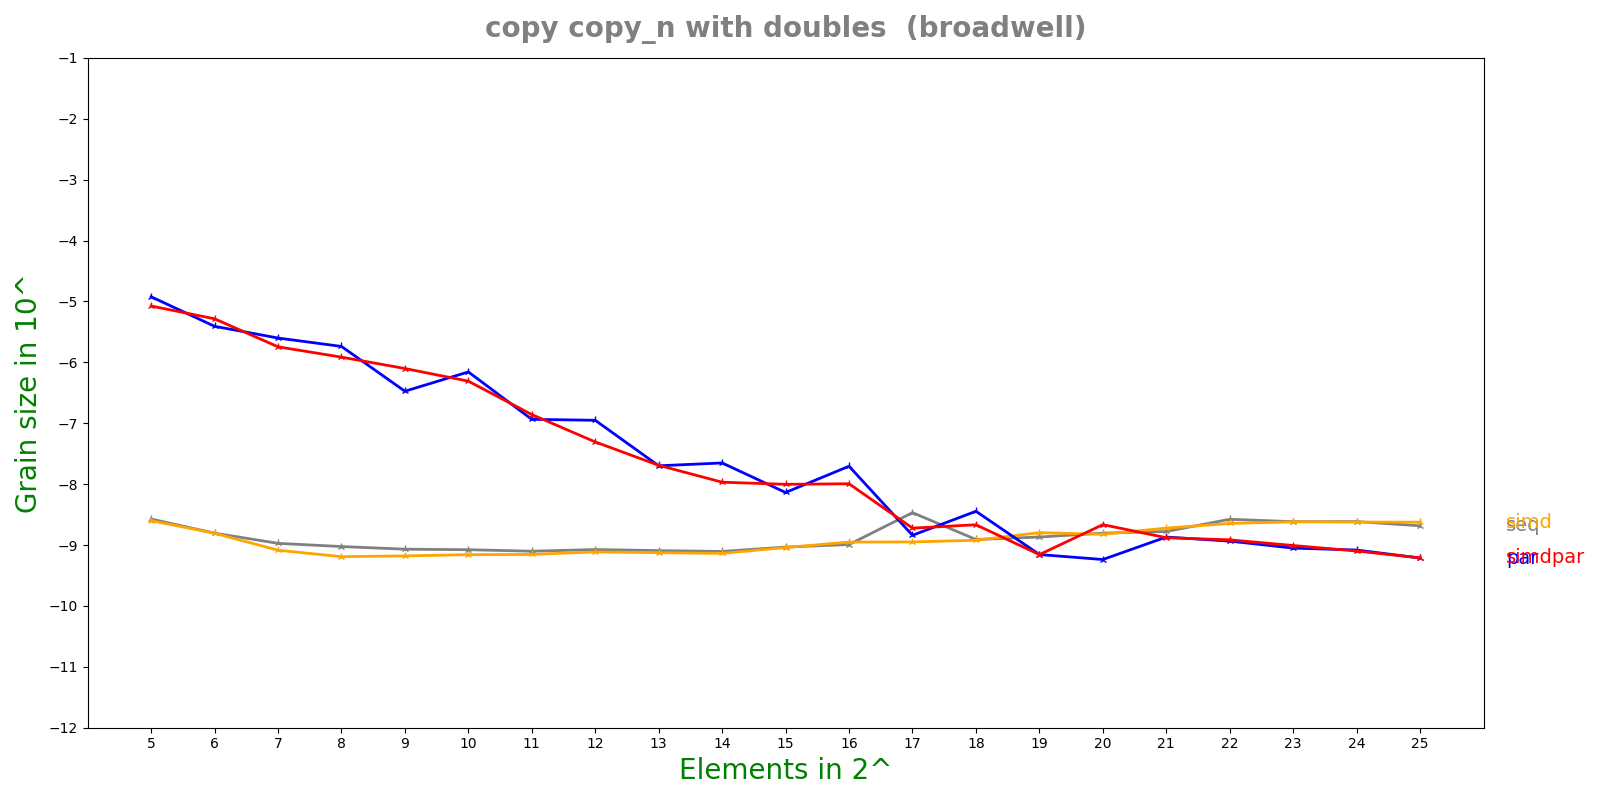 copy copy_n with doubles  (broadwell)
−1
−2
−3
−4
−5
−6
−7
−8
−9
−10
−11
−12
Grain size in 10^
5 6 7 8 9 10 11 12 13 14 15 16 17 18 19 20 21 22 23 24 25
Elements in 2^
simd
seq
simdpar
par